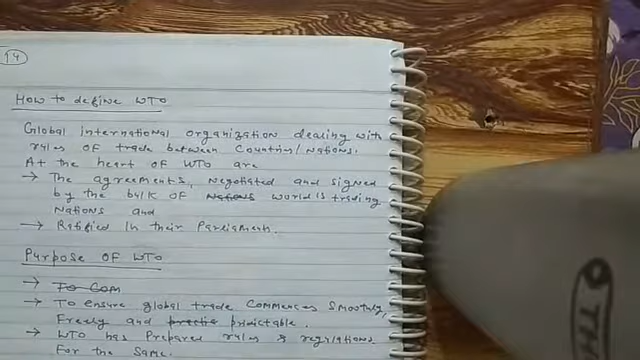 14
How to define WTO
Global International organization dealing with
rules of trade between Country/Nations.
At the heart of WTO are
→ The agreements, negotiated and signed
by the bulk of Nations world's trading
Nations and
→ Ratified in their Parliament.
Purpose of WTO
→ To Com
→ To ensure global trade commences smoothly,
Freely and predictable.
→ WTO has Prepared rules & regulations
For the same.
TH